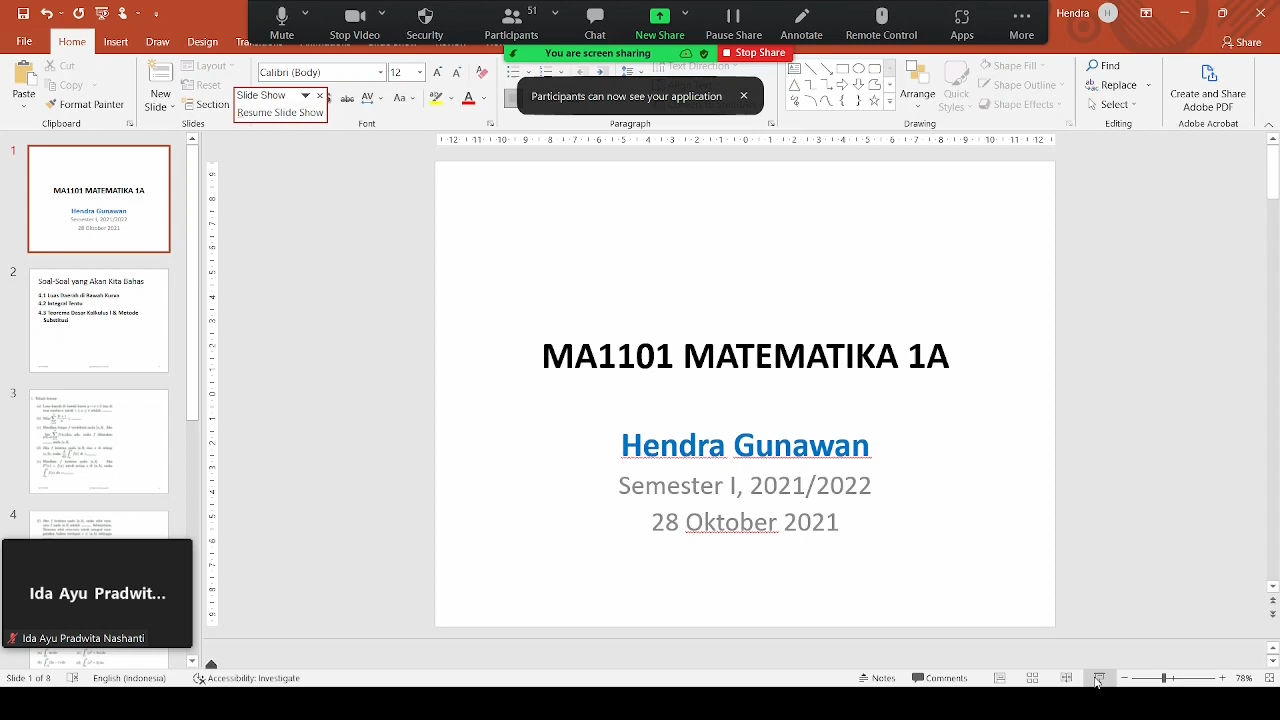 Mute
Stop Video
Security
51
Participants
Chat
New Share
Pause Share
Annotate
Remote Control
Apps
More
Hendra
H
You are screen sharing
Stop Share
Participants can now see your application
File
Home
Insert
Draw
Design
Share
Paste
Cut
Copy
Format Painter
Clipboard
New
Slide
Layout
Reset
Section
Slides
Slide Show
Resume Slide Show
Calibri (Body)
Aa
Font
Text Direction
Paragraph
Arrange
Quick
Styles
Shape Fill
Shape Outline
Shape Effects
Drawing
Find
Replace
Select
Editing
Create and Share
Adobe PDF
Adobe Acrobat
1
MA1101 MATEMATIKA 1A
Hendra Gunawan
Semester I, 2021/2022
28 Oktober 2021
2
Soal-Soal yang Akan Kita Bahas
4.1 Luas Daerah di Bawah Kurva
4.2 Integral Tentu
4.3 Teorema Dasar Kalkulus I & Metode
Substitusi
3
4
MA1101 MATEMATIKA 1A
Hendra Gunawan
Semester I, 2021/2022
28 Oktober 2021
Ida Ayu Pradwit...
Ida Ayu Pradwita Nashanti
Slide 1 of 8
English (Indonesia)
Accessibility: Investigate
Notes
Comments
78%